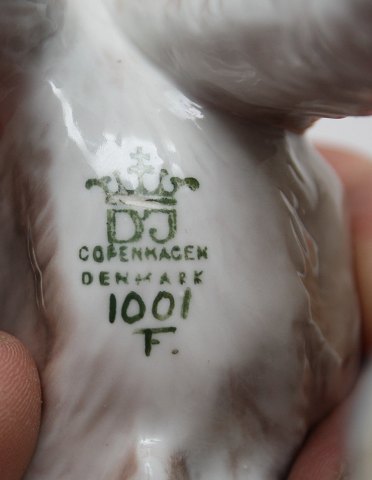 DJ
COPENHAGEN
DENMARK
1001
F.